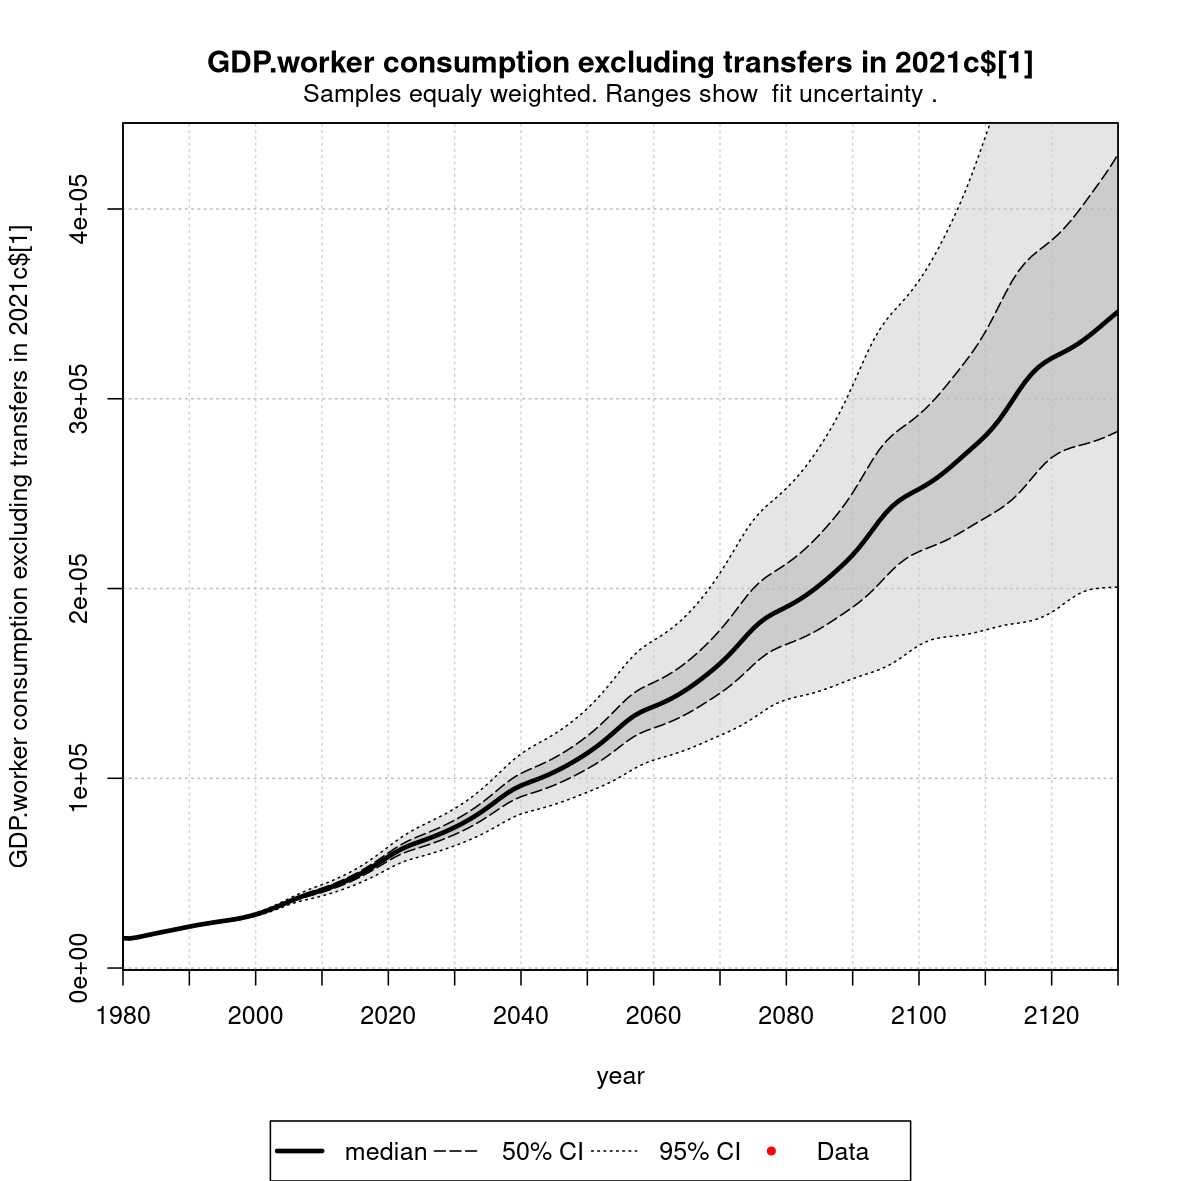 GDP.worker consumption excluding transfers in 2021c$[1]
Samples equaly weighted. Ranges show  fit uncertainty .
GDP.worker consumption excluding transfers in 2021c$[1]
4e+05
3e+05
2e+05
1e+05
0e+00
1980 2000 2020 2040 2060 2080 2100 2120
year
median 50% CI 95% CI Data